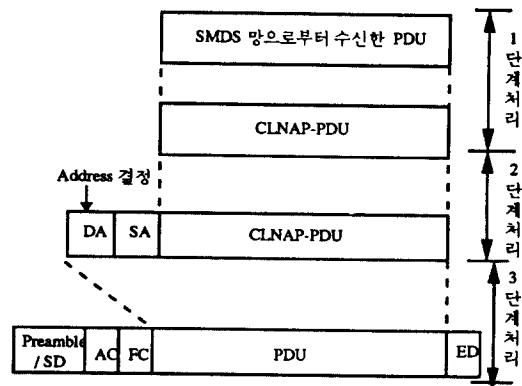 SMDS 망으로부터 수신한 PDU
1단계처리
CLNAP-PDU
Address 결정
2단계처리
DA SA CLNAP-PDU
3단계처리
Preamble
/ SD
AC FC PDU ED